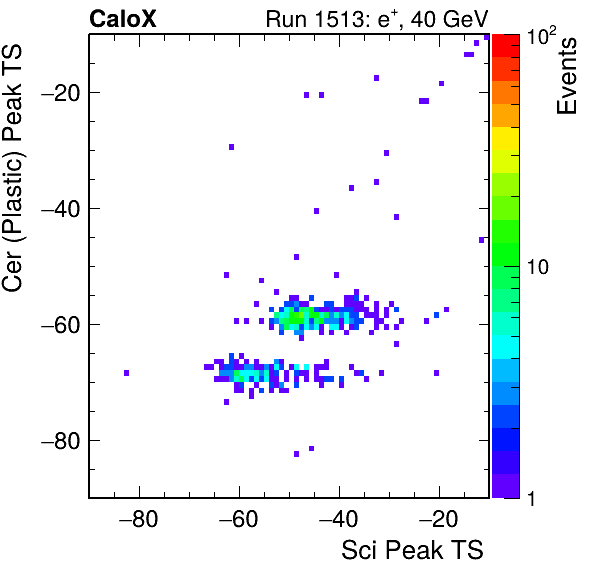 CaloX Run 1513: e⁺, 40 GeV
Cer (Plastic) Peak TS
−20
−40
−60
−80
−80 −60 −40 −20
Sci Peak TS
10²
10
1
Events